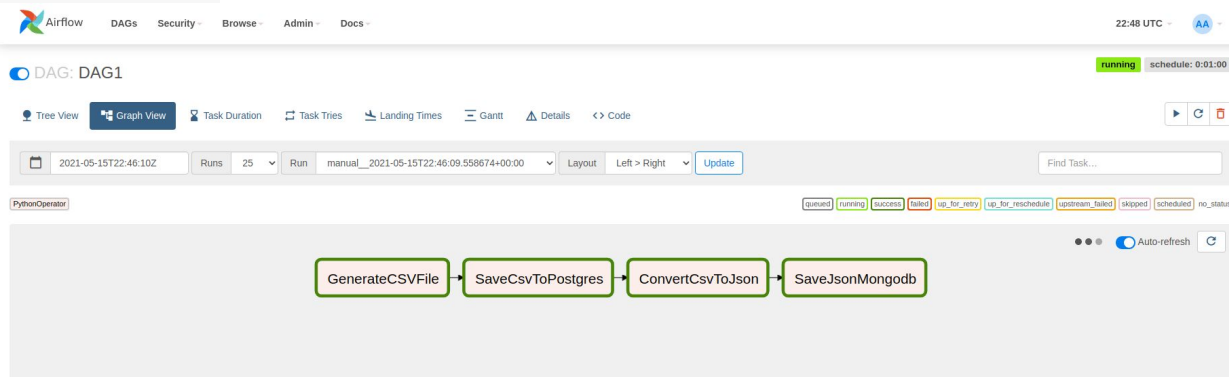 Airflow DAGs Security Browse Admin Docs 22:48 UTC AA
DAG: DAG1 running schedule: 0:01:00
Tree View Graph View Task Duration Task Tries Landing Times Gantt Details <> Code
2021-05-15T22:46:10Z Runs 25 Run manual__2021-05-15T22:46:09.558674+00:00 Layout Left > Right Update Find Task...
PythonOperator queued running success failed up_for_retry up_for_reschedule upstream_failed skipped scheduled no_status
Auto-refresh
GenerateCSVFile SaveCsvToPostgres ConvertCsvToJson SaveJsonMongodb